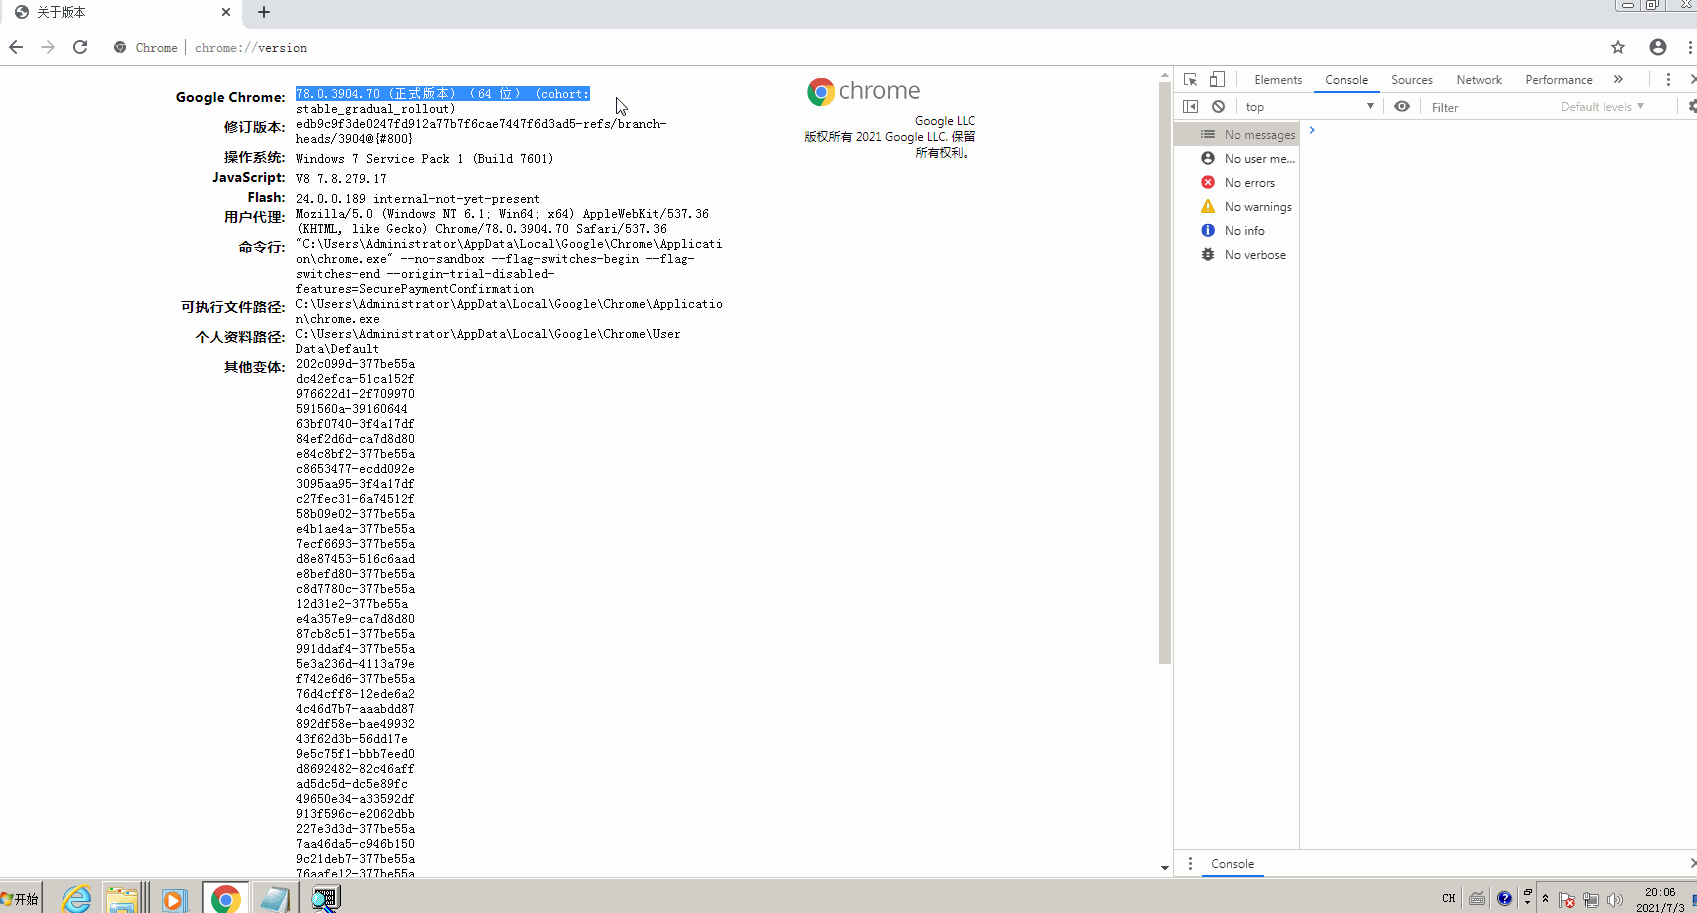 关于版本
Chrome | chrome://version
Google Chrome: 78.0.3904.70 (正式版本) (64 位) (cohort:
stable_gradual_rollout)
修订版本: edb9c9f3de0247fd912a77b7f6cae7447f6d3ad5-refs/branch-
heads/3904@{#800}
操作系统: Windows 7 Service Pack 1 (Build 7601)
JavaScript: V8 7.8.279.17
Flash: 24.0.0.189 internal-not-yet-present
用户代理: Mozilla/5.0 (Windows NT 6.1; Win64; x64) AppleWebKit/537.36
(KHTML, like Gecko) Chrome/78.0.3904.70 Safari/537.36
命令行: "C:\Users\Administrator\AppData\Local\Google\Chrome\Applicati
on\chrome.exe" --no-sandbox --flag-switches-begin --flag-
switches-end --origin-trial-disabled-
features=SecurePaymentConfirmation
可执行文件路径: C:\Users\Administrator\AppData\Local\Google\Chrome\Applicatio
n\chrome.exe
个人资料路径: C:\Users\Administrator\AppData\Local\Google\Chrome\User
Data\Default
其他变体: 202c099d-377be55a
dc42efca-51ca152f
976622d1-2f709970
591560a-39160644
63bf0740-3f4a17df
84ef2d6d-ca7d8d80
e84c8bf2-377be55a
c8653477-ecdd092e
3095aa95-3f4a17df
c27fec31-6a74512f
58b09e02-377be55a
e4b1ae4a-377be55a
7ecf6693-377be55a
d8e87453-516c6aad
e8befd80-377be55a
c8d7780c-377be55a
12d31e2-377be55a
e4a357e9-ca7d8d80
87cb8c51-377be55a
991ddaf4-377be55a
5e3a236d-4113a79e
f742e6d6-377be55a
76d4cff8-12ede6a2
4c46d7b7-aaabdd87
892df58e-bae49932
43f62d3b-56dd17e
9e5c75f1-bbb7eed0
d8692482-82c46aff
ad5dc5d-dc5e89fc
49650e34-a33592df
913f596c-e2062dbb
227e3d3d-377be55a
7aa46da5-c946b150
9c21deb7-377be55a
76aafe12-377be55a
chrome
Google LLC
版权所有 2021 Google LLC. 保留
所有权利。
Elements Console Sources Network Performance »
top Filter Default levels
No messages
No user me...
No errors
No warnings
No info
No verbose
Console
开始
CH
20:06
2021/7/3